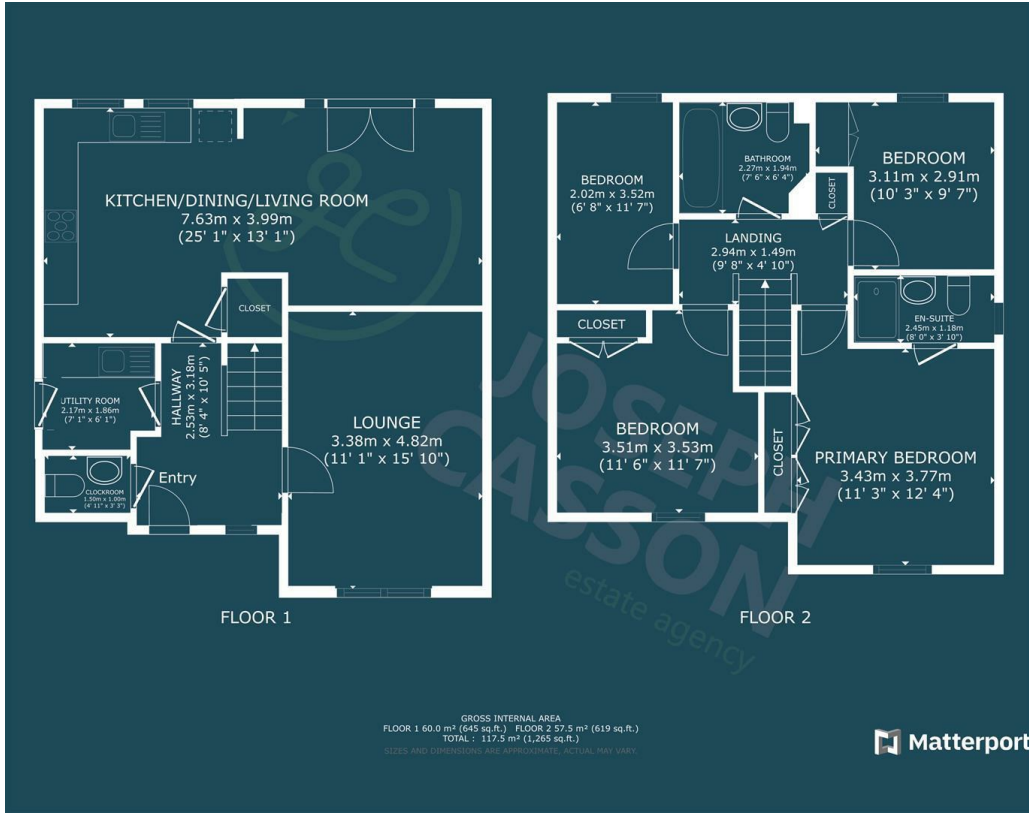 KITCHEN/DINING/LIVING ROOM
7.63m x 3.99m
(25' 1" x 13' 1")
CLOSET
UTILITY ROOM
2.17m x 1.86m
(7' 1" x 6' 1")
HALLWAY
2.53m x 3.18m
(8' 4" x 10' 5")
LOUNGE
3.38m x 4.82m
(11' 1" x 15' 10")
CLOCKROOM
1.50m x 1.00m
(4' 11" x 3' 3")
Entry
FLOOR 1
BEDROOM
2.02m x 3.52m
(6' 8" x 11' 7")
BATHROOM
2.27m x 1.94m
(7' 6" x 6' 4")
BEDROOM
3.11m x 2.91m
(10' 3" x 9' 7")
CLOSET
LANDING
2.94m x 1.49m
(9' 8" x 4' 10")
EN-SUITE
2.45m x 1.18m
(8' 0" x 3' 10")
CLOSET
BEDROOM
3.51m x 3.53m
(11' 6" x 11' 7")
CLOSET
PRIMARY BEDROOM
3.43m x 3.77m
(11' 3" x 12' 4")
FLOOR 2
JOSEPH
CASSON
estate agency
GROSS INTERNAL AREA
FLOOR 1 60.0 m² (645 sq.ft.) FLOOR 2 57.5 m² (619 sq.ft.)
TOTAL : 117.5 m² (1,265 sq.ft.)
SIZES AND DIMENSIONS ARE APPROXIMATE, ACTUAL MAY VARY.
Matterport